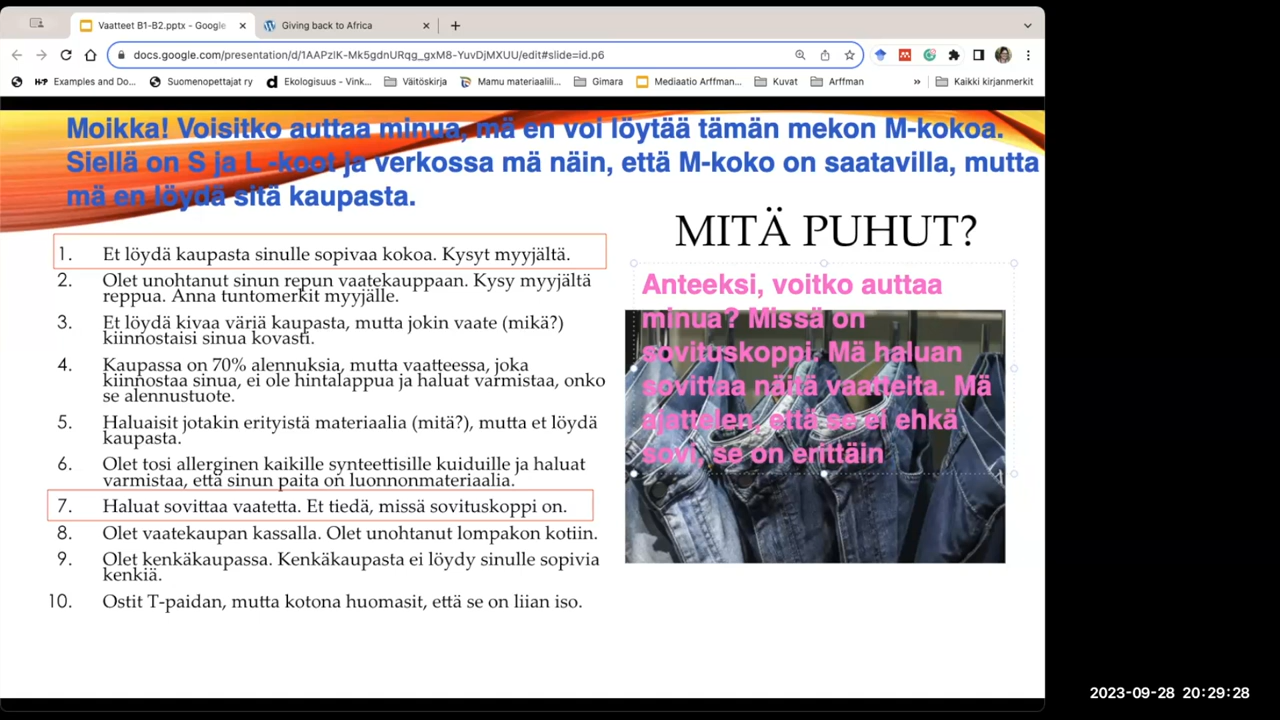 Vaatteet B1-B2.pptx - Google
Giving back to Africa
docs.google.com/presentation/d/1AAPzIK-Mk5gdnURqg_gxM8-YuvDjMXUU/edit#slide=id.p6
Examples and Do...
Suomenopettajat ry
Ekologisuus - Vink...
Väitöskirja
Mamu materiaalili...
Gimara
Mediaatio Arffman...
Kuvat
Arffman
»
Kaikki kirjanmerkit
Moikka! Voisitko auttaa minua, mä en voi löytää tämän mekon M-kokoa.
Siellä on S ja L -koot ja verkossa mä näin, että M-koko on saatavilla, mutta
mä en löydä sitä kaupasta.
MITÄ PUHUT?
1. Et löydä kaupasta sinulle sopivaa kokoa. Kysyt myyjältä.
2. Olet unohtanut sinun repun vaatekauppaan. Kysy myyjältä
reppua. Anna tuntomerkit myyjälle.
3. Et löydä kivaa väriä kaupasta, mutta jokin vaate (mikä?)
kiinnostaisi sinua kovasti.
4. Kaupassa on 70% alennuksia, mutta vaatteessa, joka
kiinnostaa sinua, ei ole hintalappua ja haluat varmistaa, onko
se alennustuote.
5. Haluaisit jotakin erityistä materiaalia (mitä?), mutta et löydä
kaupasta.
6. Olet tosi allerginen kaikille synteettisille kuiduille ja haluat
varmistaa, että sinun paita on luonnonmateriaalia.
7. Haluat sovittaa vaatetta. Et tiedä, missä sovituskoppi on.
8. Olet vaatekaupan kassalla. Olet unohtanut lompakon kotiin.
9. Olet kenkäkaupassa. Kenkäkaupasta ei löydy sinulle sopivia
kenkiä.
10. Ostit T-paidan, mutta kotona huomasit, että se on liian iso.
Anteeksi, voitko auttaa
minua? Missä on
sovituskoppi. Mä haluan
sovittaa näitä vaatteita. Mä
ajattelen, että se ei ehkä
sovi, se on erittäin
2023-09-28 20:29:28